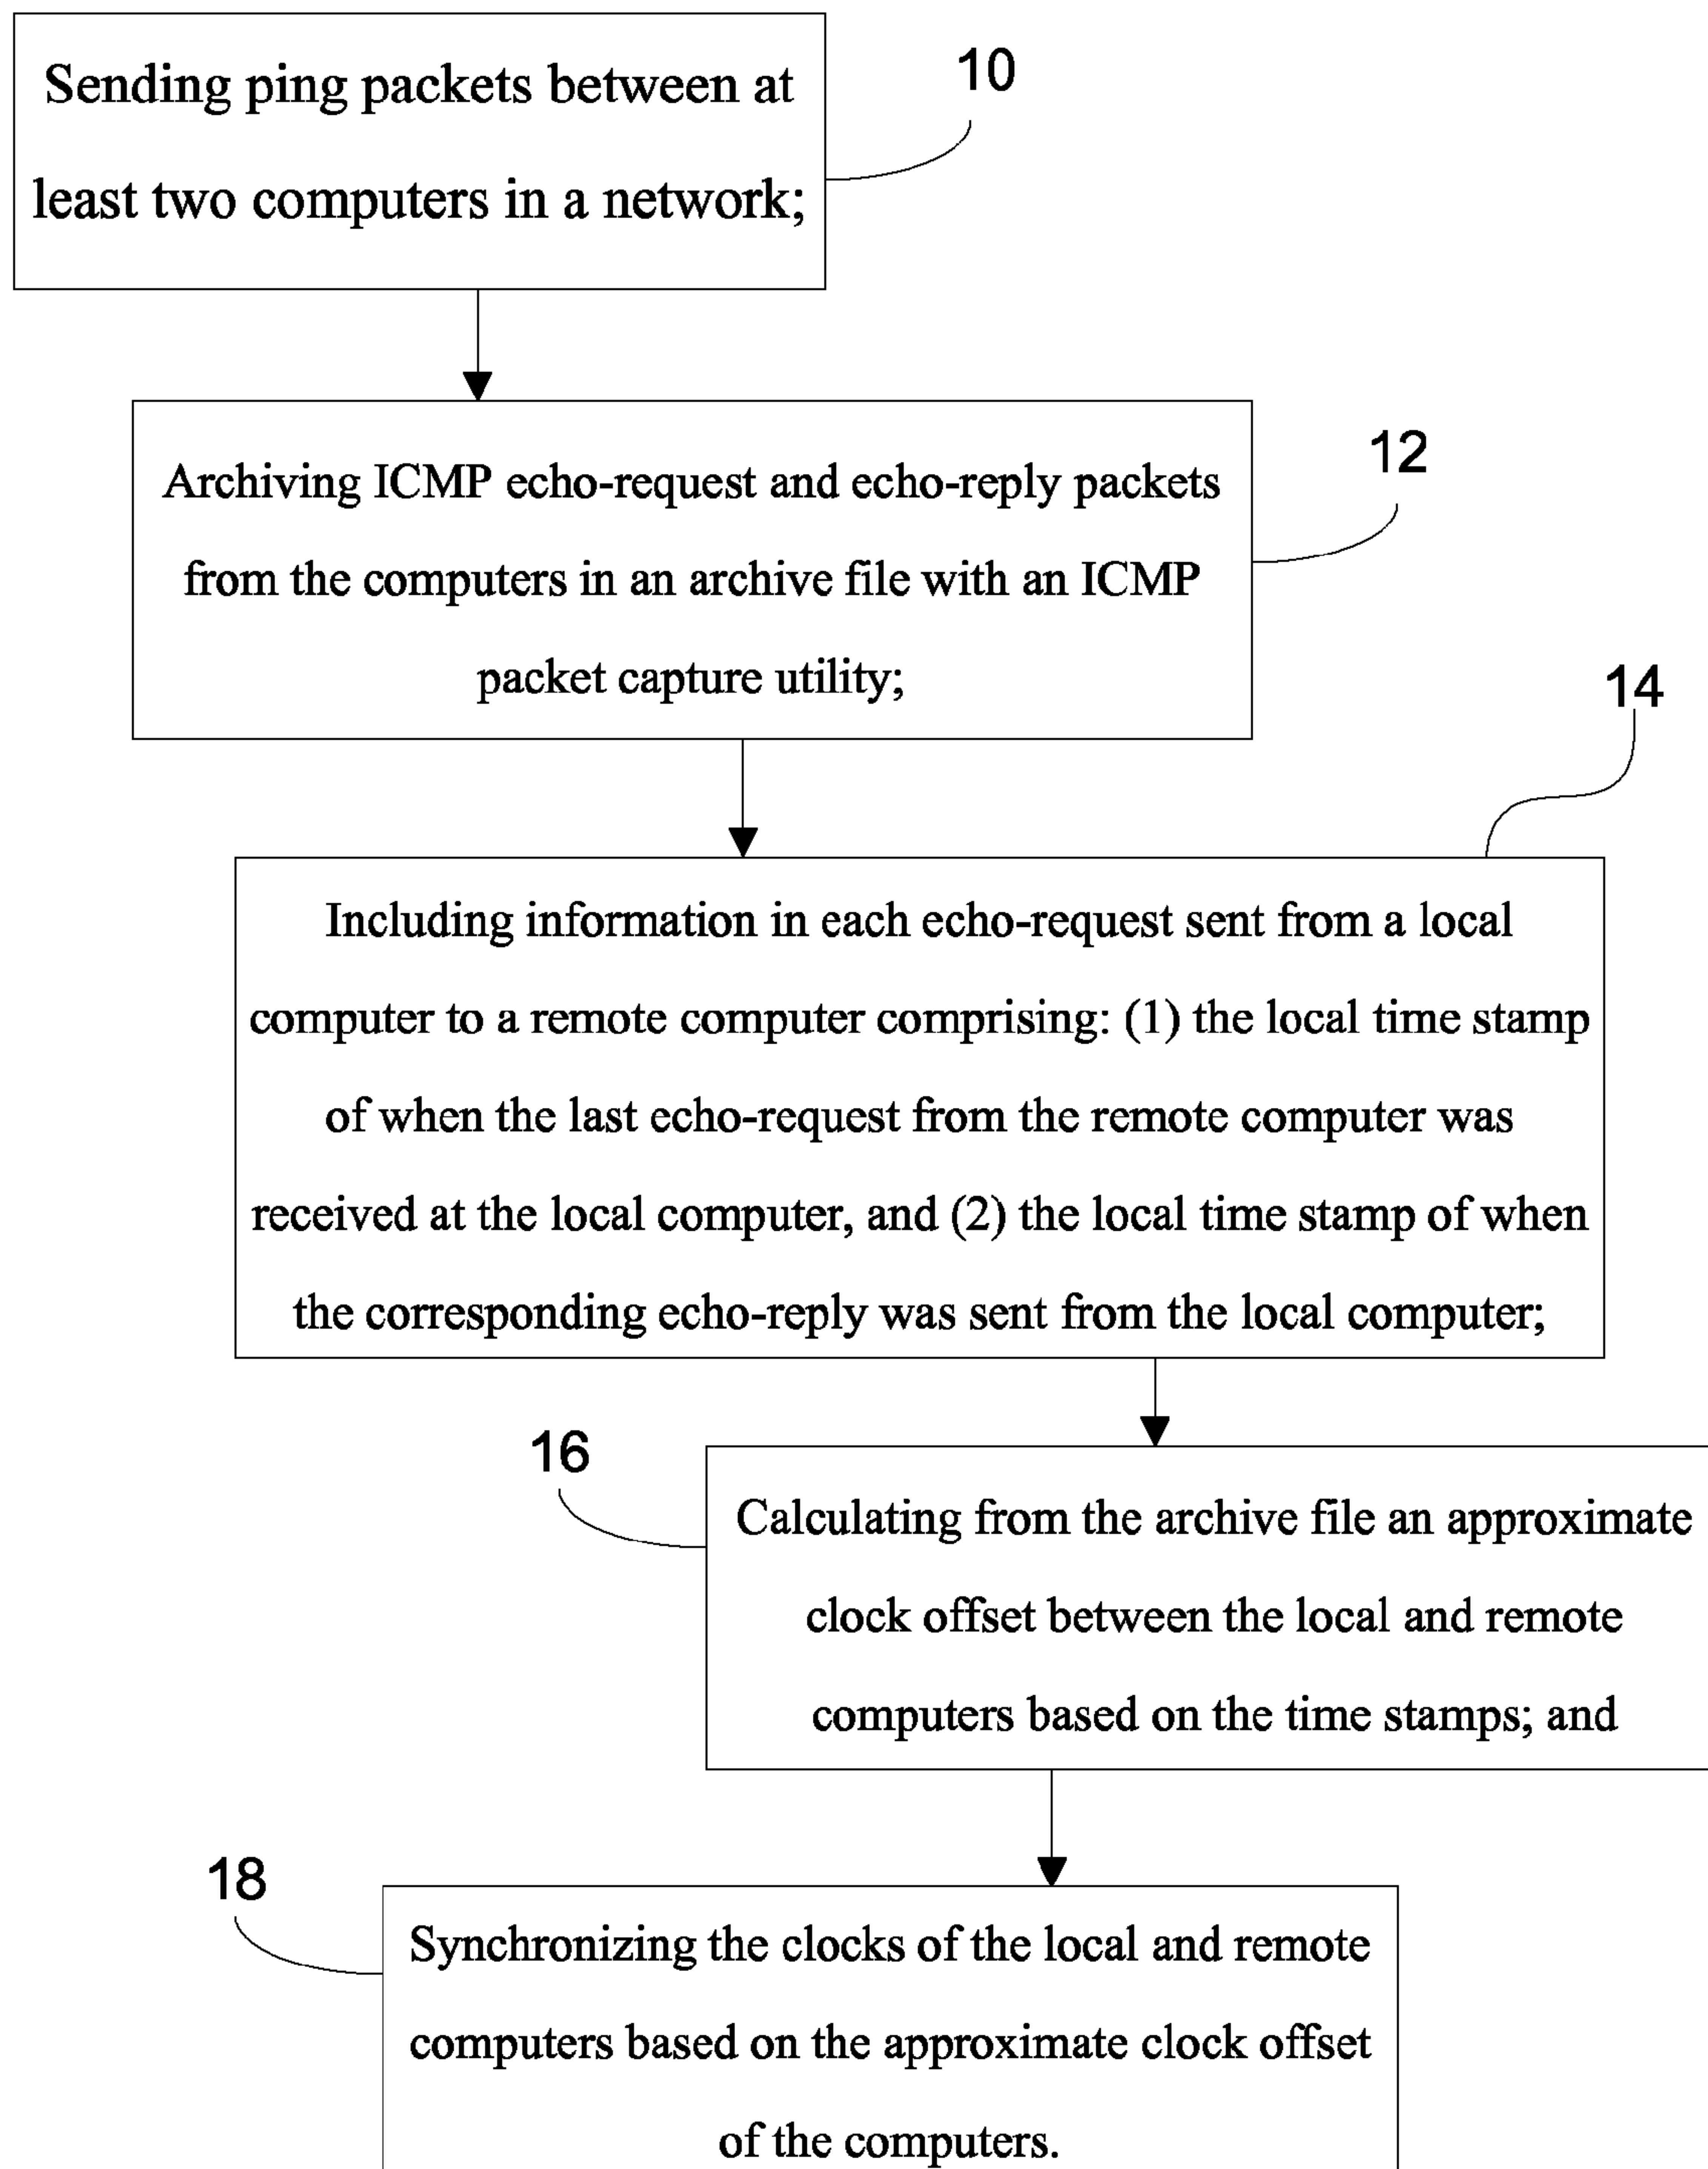 Sending ping packets between at
least two computers in a network;
10
Archiving ICMP echo-request and echo-reply packets
from the computers in an archive file with an ICMP
packet capture utility;
12
14
Including information in each echo-request sent from a local
computer to a remote computer comprising: (1) the local time stamp
of when the last echo-request from the remote computer was
received at the local computer, and (2) the local time stamp of when
the corresponding echo-reply was sent from the local computer;
16
Calculating from the archive file an approximate
clock offset between the local and remote
computers based on the time stamps; and
18
Synchronizing the clocks of the local and remote
computers based on the approximate clock offset
of the computers.